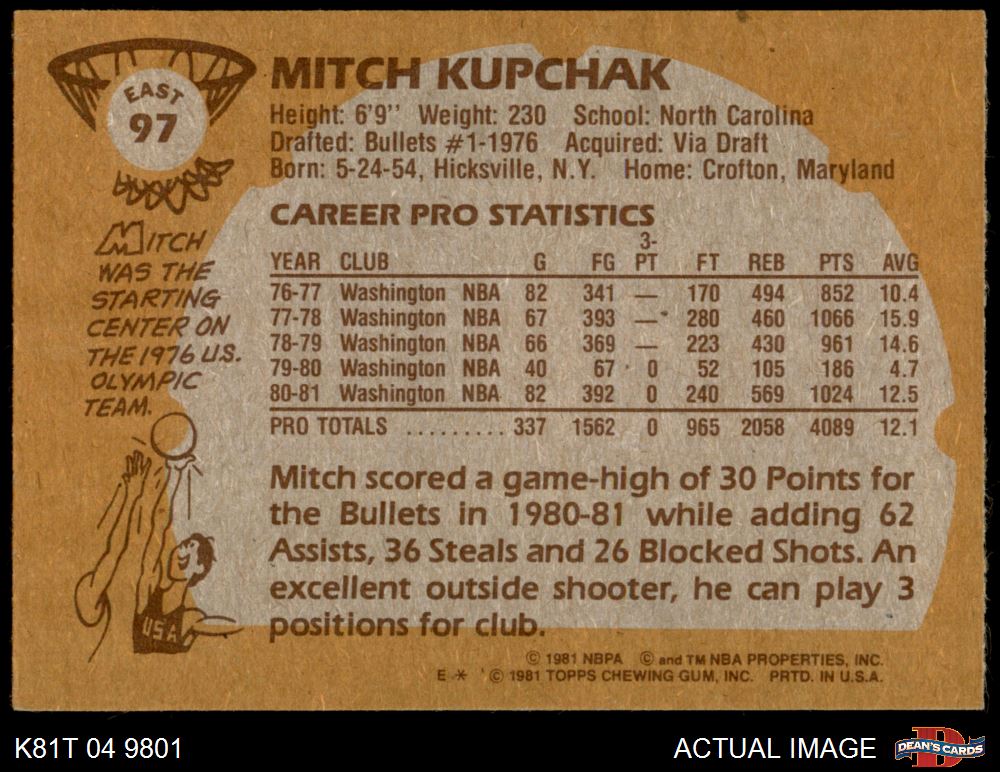 EAST
97
MITCH KUPCHAK
Height: 6'9'' Weight: 230 School: North Carolina
Drafted: Bullets #1-1976 Acquired: Via Draft
Born: 5-24-54, Hicksville, N.Y. Home: Crofton, Maryland
MITCH
WAS THE
STARTING
CENTER ON
THE 1976 U.S.
OLYMPIC
TEAM.
USA
CAREER PRO STATISTICS
YEAR CLUB G FG 3-PT FT REB PTS AVG
76-77 Washington NBA 82 341 — 170 494 852 10.4
77-78 Washington NBA 67 393 — 280 460 1066 15.9
78-79 Washington NBA 66 369 — 223 430 961 14.6
79-80 Washington NBA 40 67 0 52 105 186 4.7
80-81 Washington NBA 82 392 0 240 569 1024 12.5
PRO TOTALS ......... 337 1562 0 965 2058 4089 12.1
Mitch scored a game-high of 30 Points for
the Bullets in 1980-81 while adding 62
Assists, 36 Steals and 26 Blocked Shots. An
excellent outside shooter, he can play 3
positions for club.
© 1981 NBPA © and TM NBA PROPERTIES, INC.
E * © 1981 TOPPS CHEWING GUM, INC. PRTD. IN U.S.A.
K81T 04 9801
ACTUAL IMAGE
D
DEAN'S CARDS